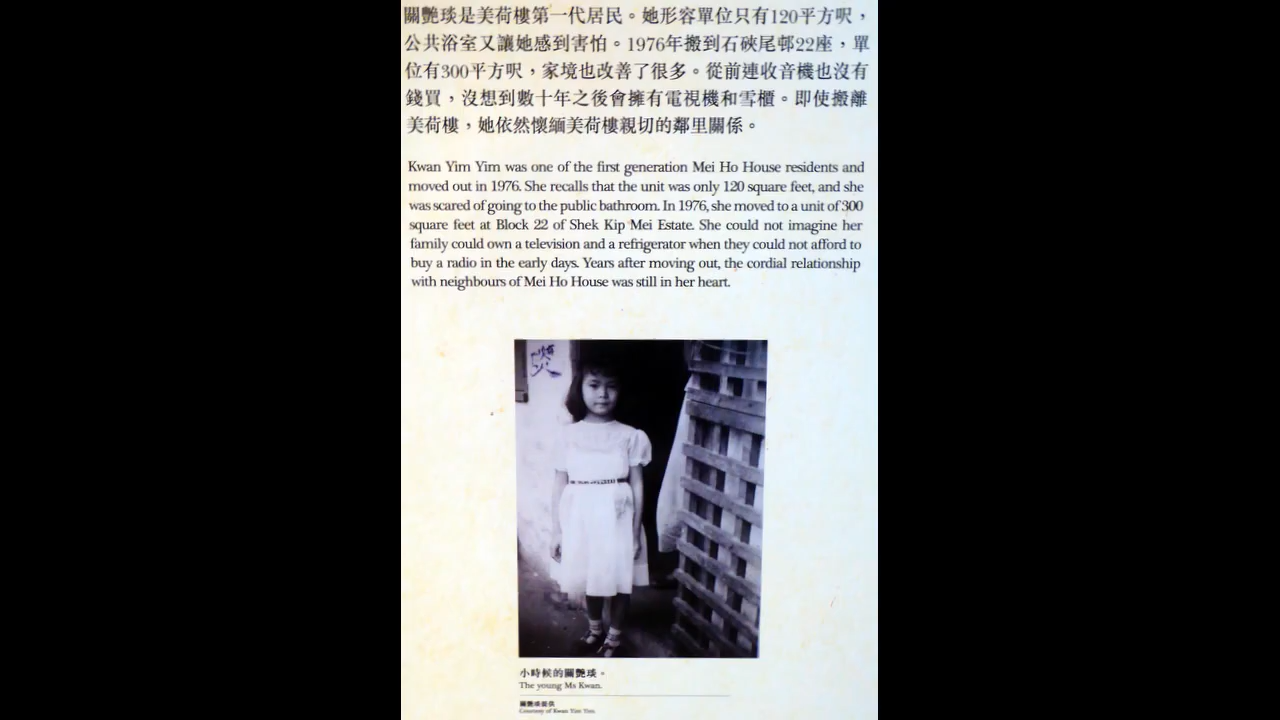 關艷琰是美荷樓第一代居民。她形容單位只有120平方呎，
公共浴室又讓她感到害怕。1976年搬到石硤尾邨22座，單
位有300平方呎，家境也改善了很多。從前連收音機也沒有
錢買，沒想到數十年之後會擁有電視機和雪櫃。即使搬離
美荷樓，她依然懷緬美荷樓親切的鄰里關係。
Kwan Yim Yim was one of the first generation Mei Ho House residents and
moved out in 1976. She recalls that the unit was only 120 square feet, and she
was scared of going to the public bathroom. In 1976, she moved to a unit of 300
square feet at Block 22 of Shek Kip Mei Estate. She could not imagine her
family could own a television and a refrigerator when they could not afford to
buy a radio in the early days. Years after moving out, the cordial relationship
with neighbours of Mei Ho House was still in her heart.
小時候的關艷琰。
The young Ms Kwan.
關艷琰提供
Courtesy of Kwan Yim Yim.